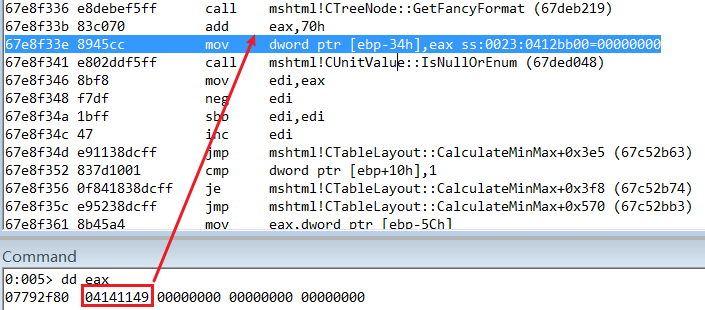 67e8f336 e8debef5ff call mshtml!CTreeNode::GetFancyFormat (67deb219)
67e8f33b 83c070 add eax,70h
67e8f33e 8945cc mov dword ptr [ebp-34h],eax ss:0023:0412bb00=00000000
67e8f341 e802ddf5ff call mshtml!CUnitValue::IsNullOrEnum (67ded048)
67e8f346 8bf8 mov edi,eax
67e8f348 f7df neg edi
67e8f34a 1bff sbb edi,edi
67e8f34c 47 inc edi
67e8f34d e91138dcff jmp mshtml!CTableLayout::CalculateMinMax+0x3e5 (67c52b63)
67e8f352 837d1001 cmp dword ptr [ebp+10h],1
67e8f356 0f841838dcff je mshtml!CTableLayout::CalculateMinMax+0x3f8 (67c52b74)
67e8f35c e95238dcff jmp mshtml!CTableLayout::CalculateMinMax+0x570 (67c52bb3)
67e8f361 8b45a4 mov eax,dword ptr [ebp-5Ch]
Command
0:005> dd eax
07792f80 04141149 00000000 00000000 00000000